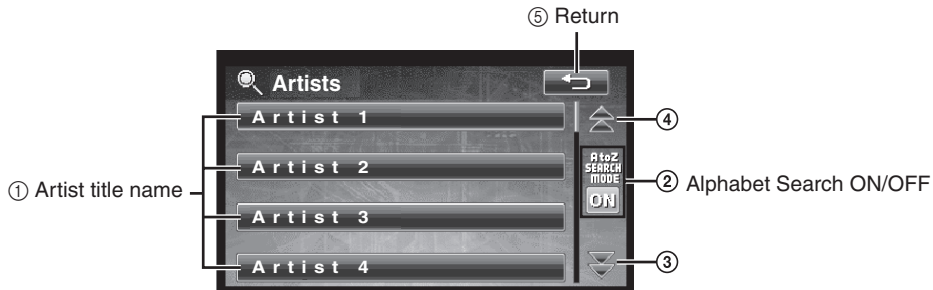 ⑤ Return
Artists
Artist 1
④
Artist 2
AtoZ
SEARCH
MODE
ON
① Artist title name
② Alphabet Search ON/OFF
Artist 3
Artist 4
③